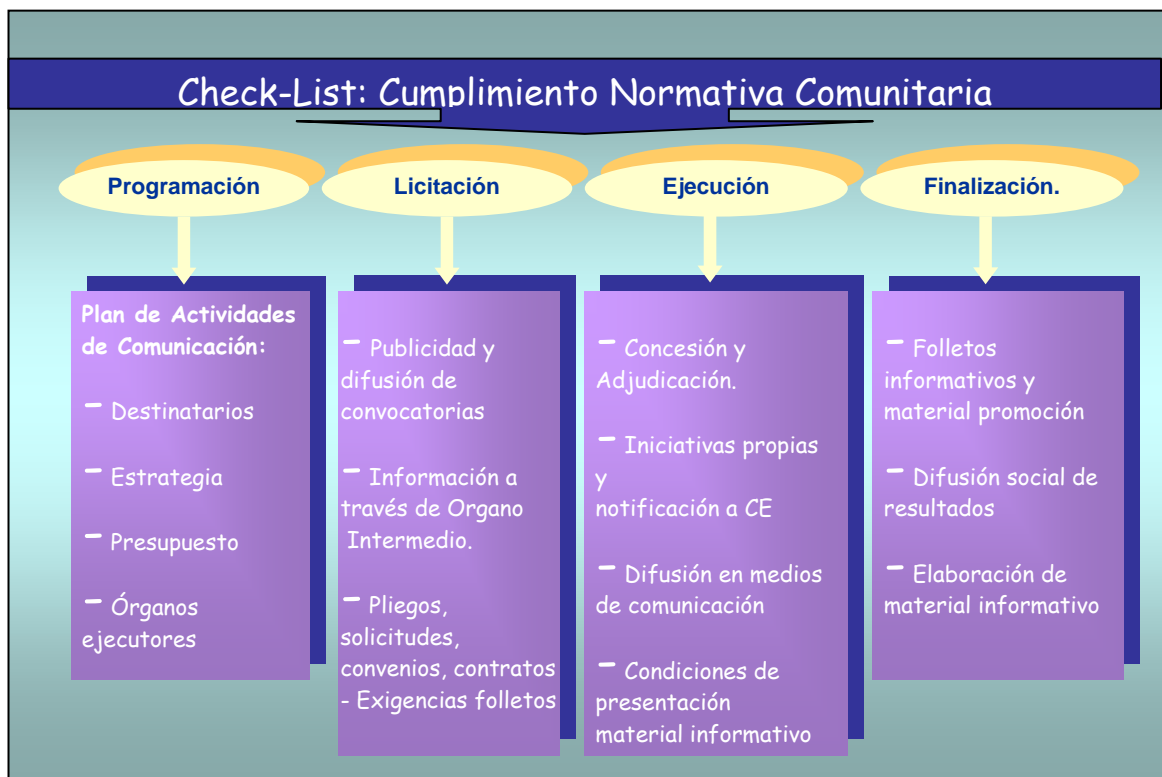 Check-List: Cumplimiento Normativa Comunitaria
Programación
Plan de Actividades
de Comunicación:
– Destinatarios
– Estrategia
– Presupuesto
– Órganos
ejecutores
Licitación
– Publicidad y
difusión de
convocatorias
– Información a
través de Organo
Intermedio.
– Pliegos,
solicitudes,
convenios, contratos
- Exigencias folletos
Ejecución
– Concesión y
Adjudicación.
– Iniciativas propias
y
notificación a CE
– Difusión en medios
de comunicación
– Condiciones de
presentación
material informativo
Finalización.
– Folletos
informativos y
material promoción
– Difusión social de
resultados
– Elaboración de
material informativo